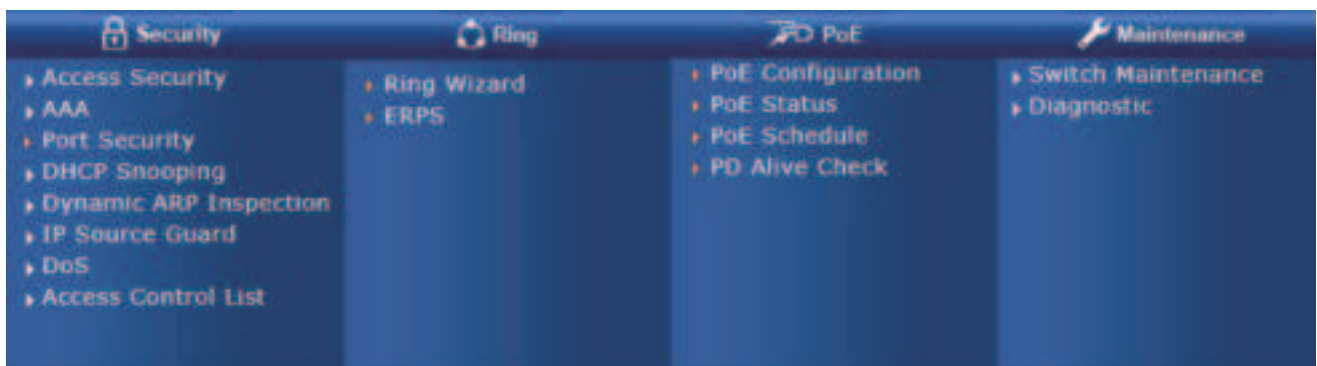 Security
Access Security
AAA
Port Security
DHCP Snooping
Dynamic ARP Inspection
IP Source Guard
DoS
Access Control List
Ring
Ring Wizard
ERPS
PoE
PoE Configuration
PoE Status
PoE Schedule
PD Alive Check
Maintenance
Switch Maintenance
Diagnostic